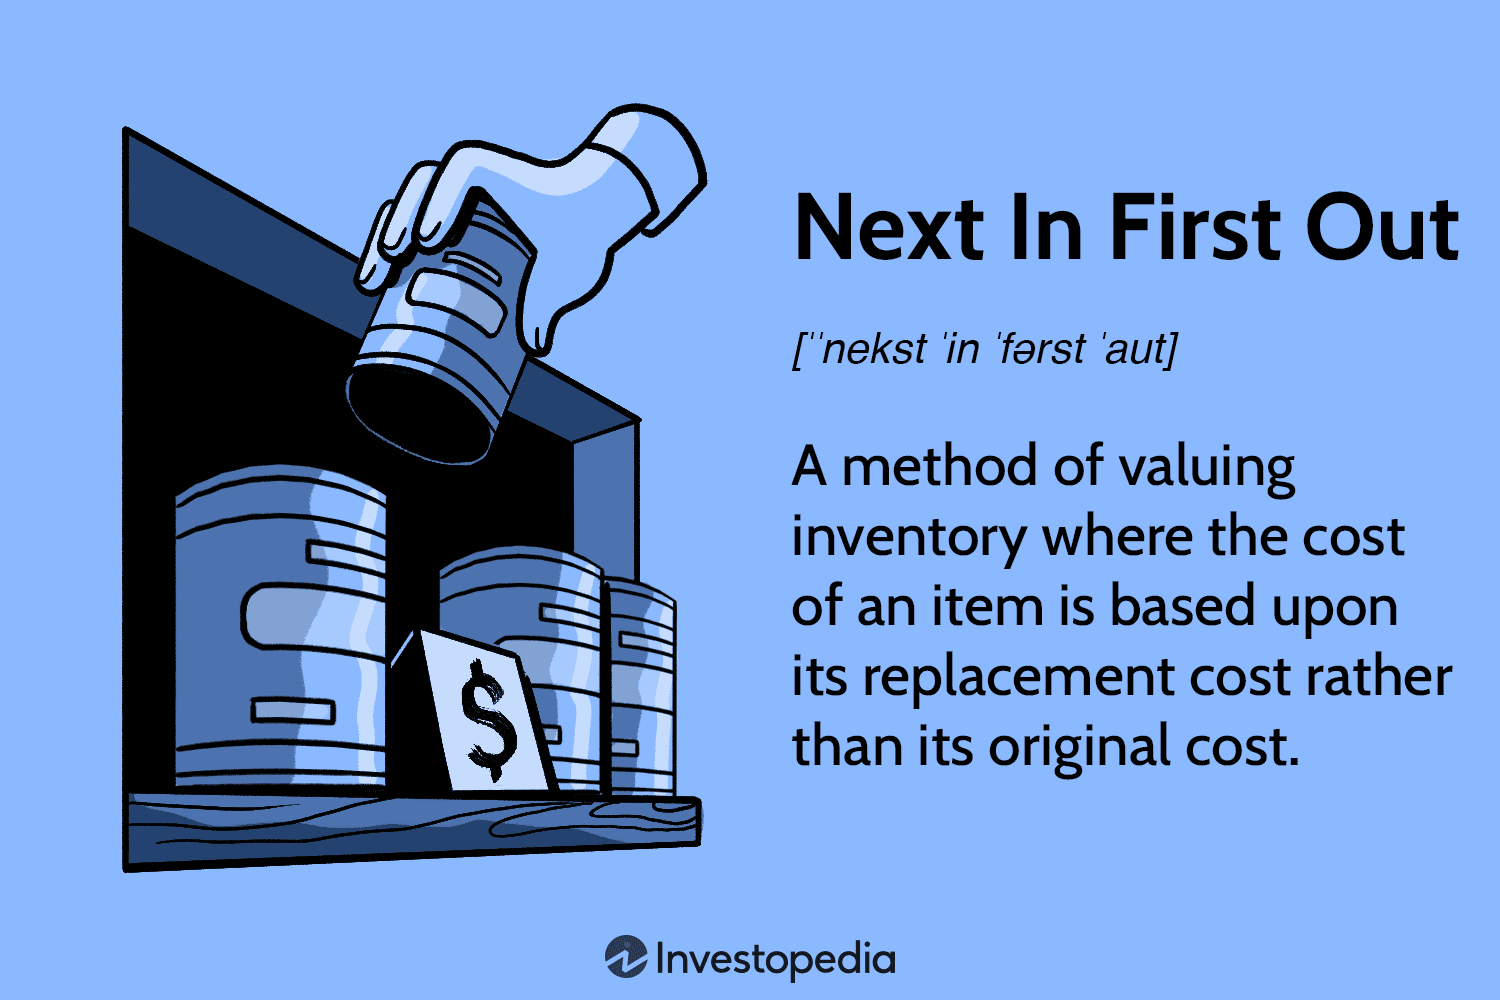 Next In First Out
[ˈˈnekst ˈin ˈfərst ˈaut]
A method of valuing
inventory where the cost
of an item is based upon
its replacement cost rather
than its original cost.
$
Investopedia